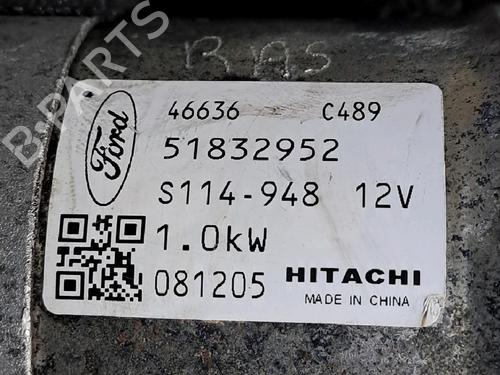 46636 C489
Ford
51832952
S114-948 12V
1.0kW
081205 HITACHI
MADE IN CHINA
B-PARTS